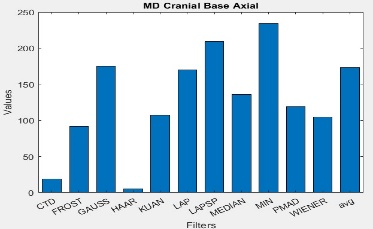 MD Cranial Base Axial
250
200
150
100
50
0
Values
CTD FROST GAUSS HAAR KUAN LAP LAPSP MEDIAN MIN PMAD WIENER avg
Filters